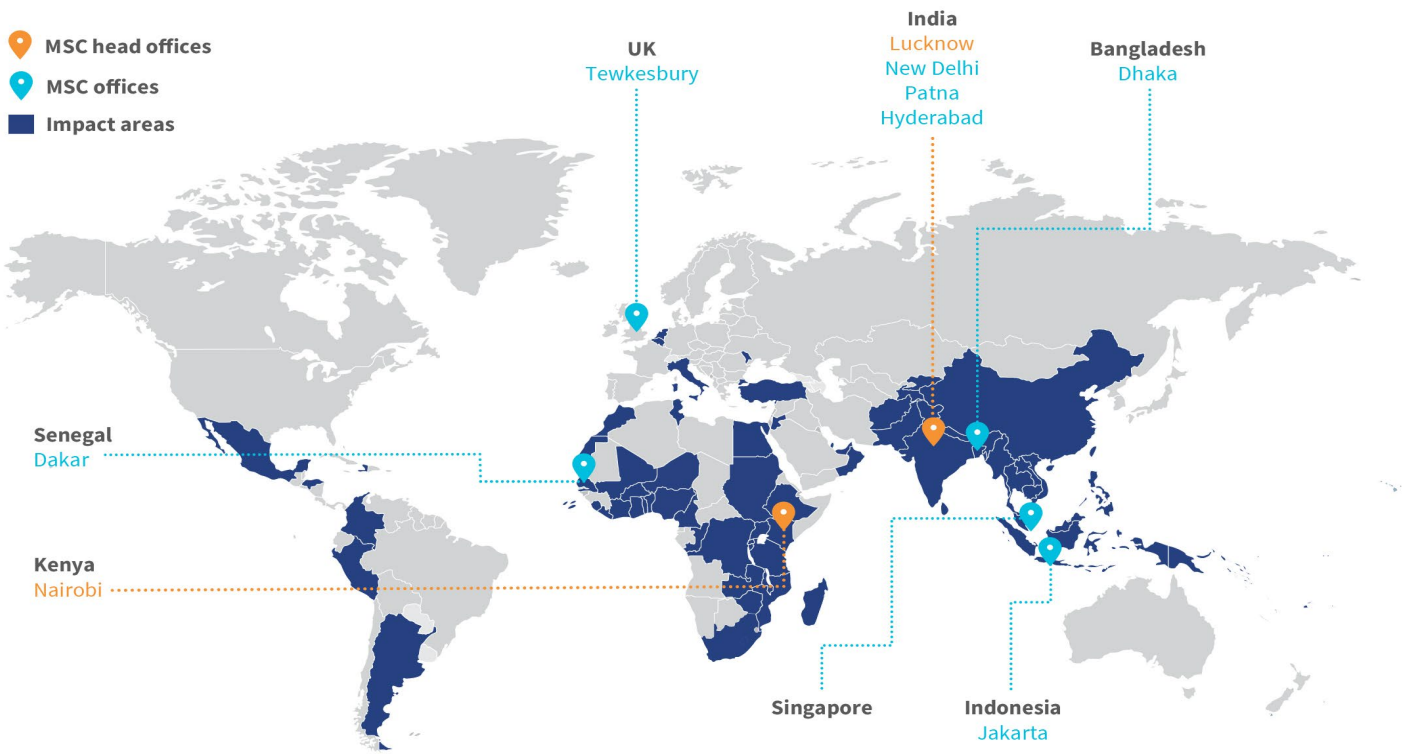 MSC head offices
MSC offices
Impact areas
UK
Tewkesbury
India
Lucknow
New Delhi
Patna
Hyderabad
Bangladesh
Dhaka
Senegal
Dakar
Kenya
Nairobi
Singapore
Indonesia
Jakarta